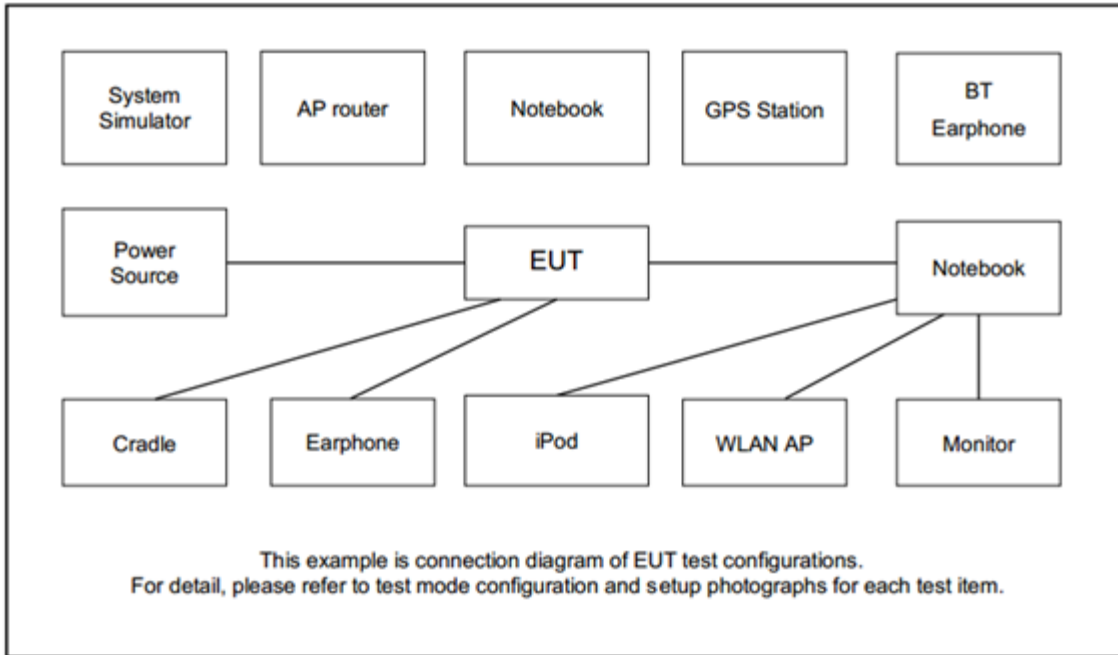 System
Simulator
AP router
Notebook
GPS Station
BT
Earphone
Power
Source
EUT
Notebook
Cradle
Earphone
iPod
WLAN AP
Monitor
This example is connection diagram of EUT test configurations.
For detail, please refer to test mode configuration and setup photographs for each test item.